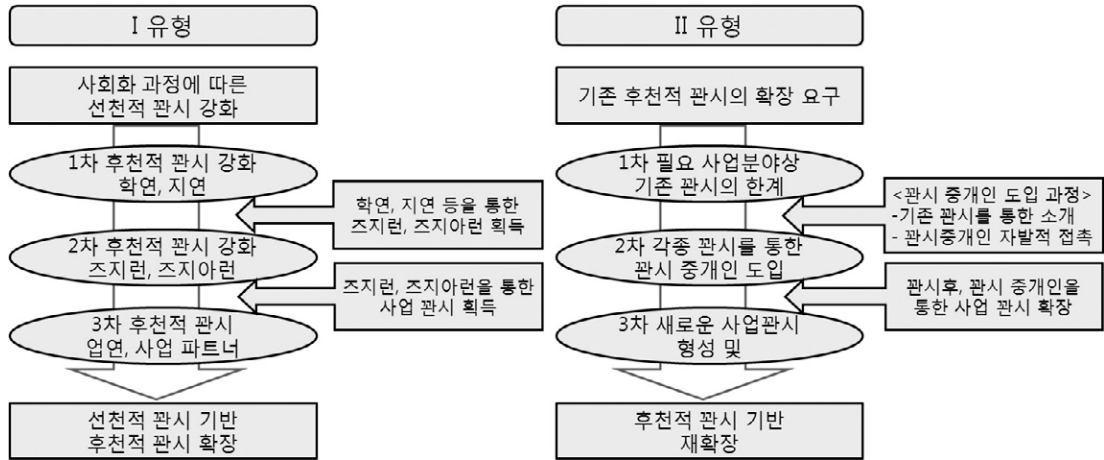 I 유형
사회화 과정에 따른
선천적 꽌시 강화
1차 후천적 꽌시 강화
학연, 지연
학연, 지연 등을 통한
즈지런, 즈지아런 획득
2차 후천적 꽌시 강화
즈지런, 즈지아런
즈지런, 즈지아런을 통한
사업 꽌시 획득
3차 후천적 꽌시
업연, 사업 파트너
선천적 꽌시 기반
후천적 꽌시 확장
II 유형
기존 후천적 꽌시의 확장 요구
1차 필요 사업분야상
기존 꽌시의 한계
<꽌시 중개인 도입 과정>
-기존 꽌시를 통한 소개
- 꽌시중개인 자발적 접촉
2차 각종 꽌시를 통한
꽌시 중개인 도입
꽌시후, 꽌시 중개인을
통한 사업 꽌시 확장
3차 새로운 사업꽌시
형성 및
후천적 꽌시 기반
재확장